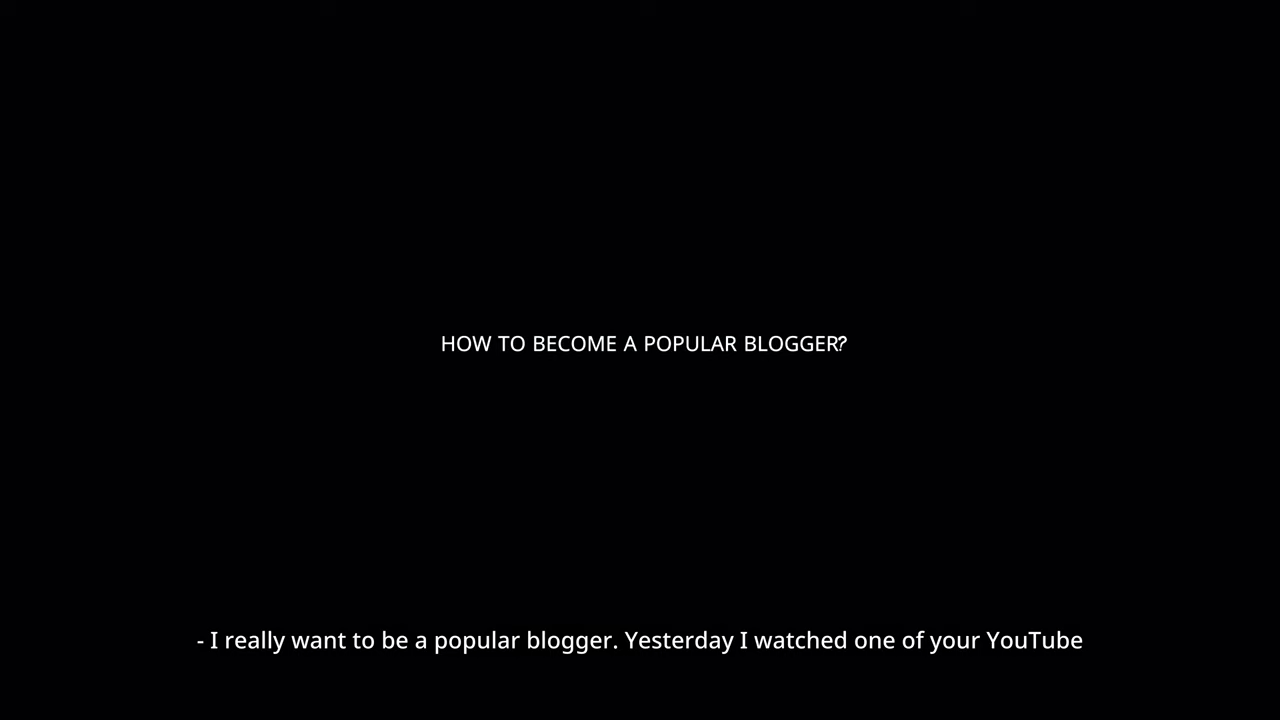 HOW TO BECOME A POPULAR BLOGGER?
- I really want to be a popular blogger. Yesterday I watched one of your YouTube